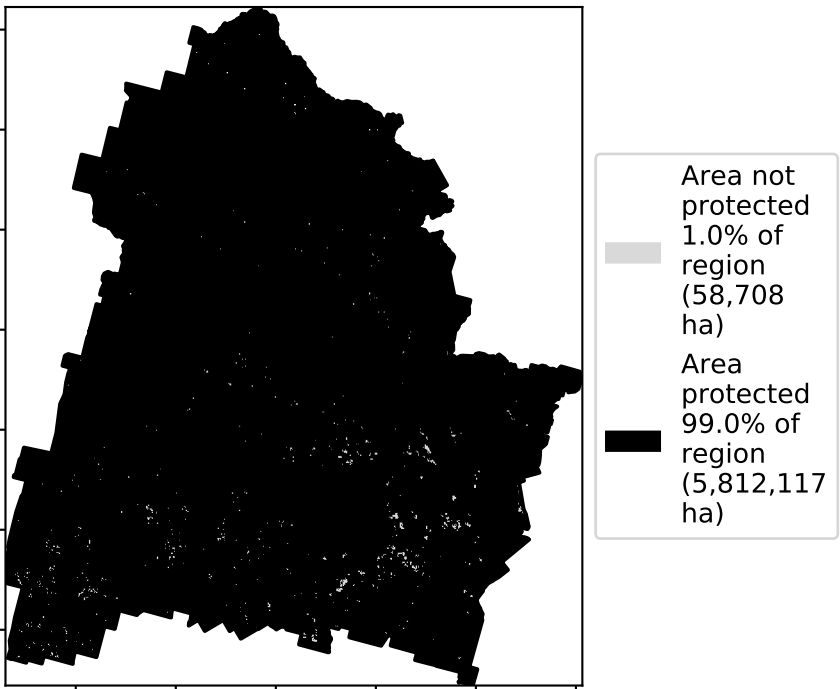 Area not
protected
1.0% of
region
(58,708
ha)
Area
protected
99.0% of
region
(5,812,117
ha)